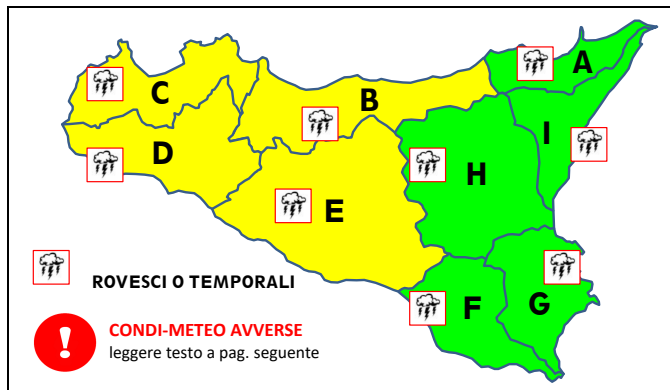 A
C
B
I
D
H
E
F
G
ROVESCI O TEMPORALI
!
CONDI-METEO AVVERSE
leggere testo a pag. seguente